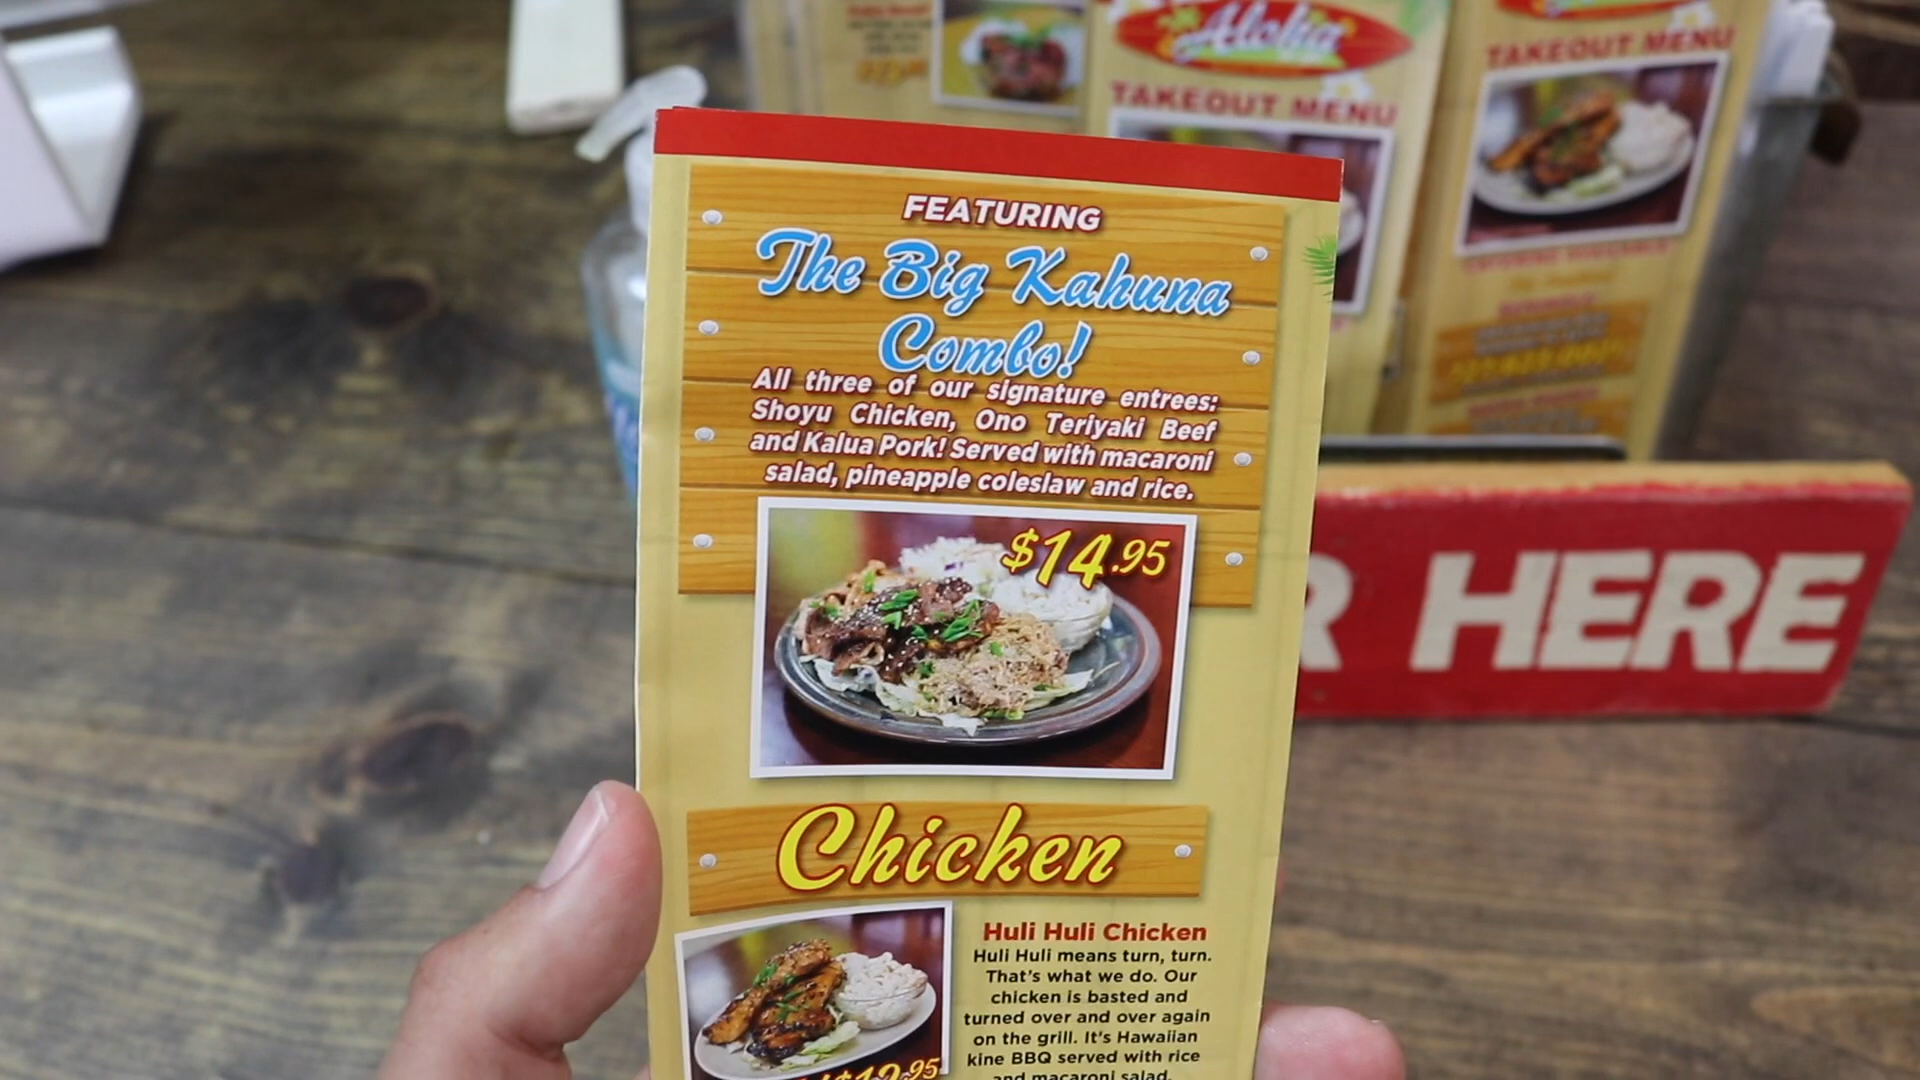 Aloha
TAKEOUT MENU
TAKEOUT MENU
FEATURING
The Big Kahuna
Combo!
All three of our signature entrees:
Shoyu Chicken, Ono Teriyaki Beef
and Kalua Pork! Served with macaroni
salad, pineapple coleslaw and rice.
$14.95
R HERE
Chicken
Huli Huli Chicken
Huli Huli means turn, turn.
That's what we do. Our
chicken is basted and
turned over and over again
on the grill. It's Hawaiian
kine BBQ served with rice
and macaroni salad.